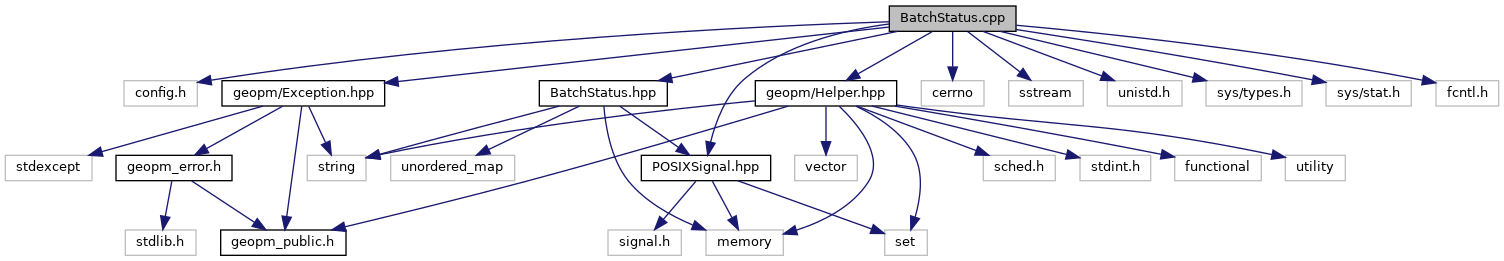 BatchStatus.cpp
config.h
geopm/Exception.hpp
BatchStatus.hpp
geopm/Helper.hpp
cerrno
sstream
unistd.h
sys/types.h
sys/stat.h
fcntl.h
stdexcept
geopm_error.h
string
unordered_map
POSIXSignal.hpp
vector
sched.h
stdint.h
functional
utility
stdlib.h
geopm_public.h
signal.h
memory
set